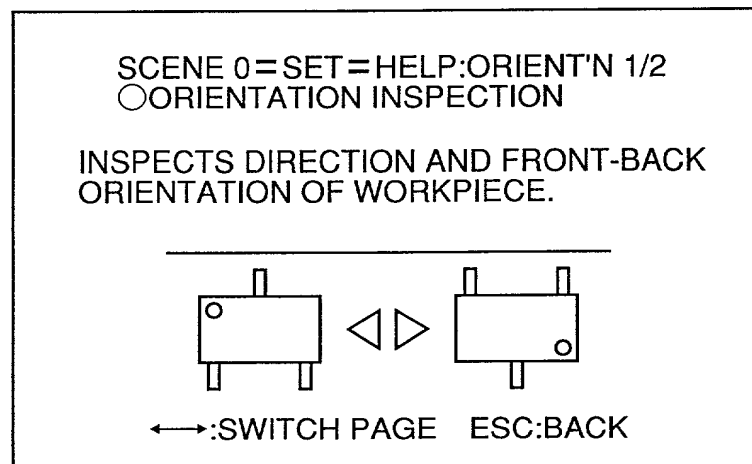 SCENE 0=SET=HELP:ORIENT'N 1/2
○ORIENTATION INSPECTION
INSPECTS DIRECTION AND FRONT-BACK
ORIENTATION OF WORKPIECE.
←→:SWITCH PAGE ESC:BACK